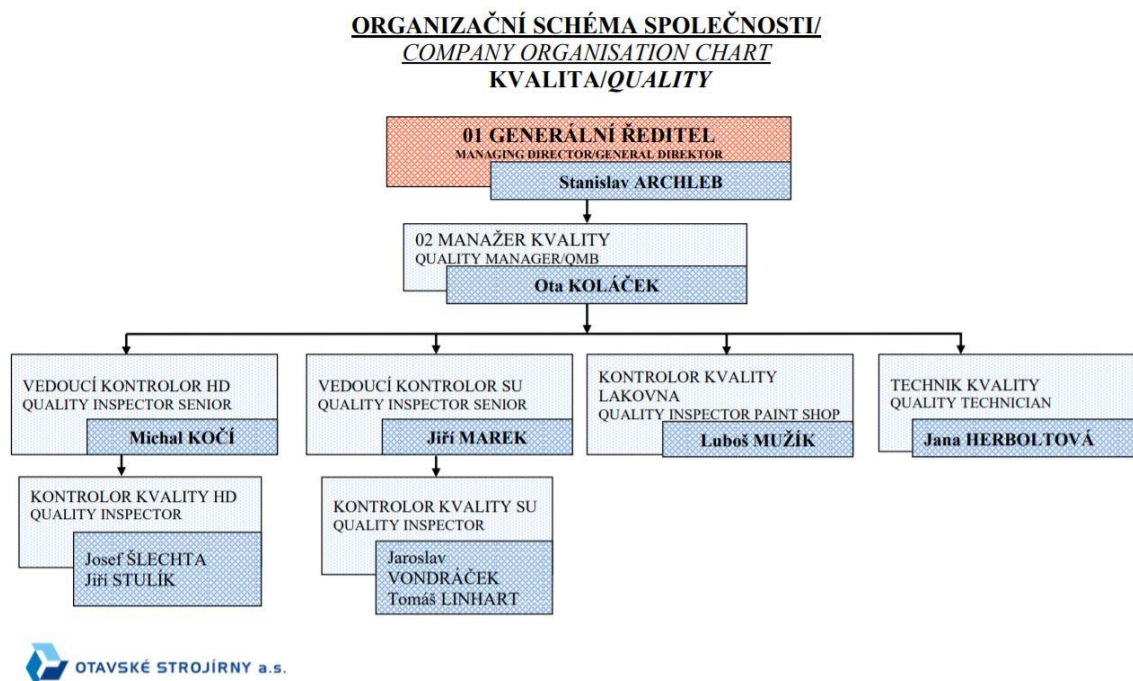 ORGANIZAČNÍ SCHÉMA SPOLEČNOSTI/
COMPANY ORGANISATION CHART
KVALITA/QUALITY
01 GENERÁLNÍ ŘEDITEL
MANAGING DIRECTOR/GENERAL DIREKTOR
Stanislav ARCHLEB
02 MANAŽER KVALITY
QUALITY MANAGER/QMB
Ota KOLÁČEK
VEDOUCÍ KONTROLOR HD
QUALITY INSPECTOR SENIOR
Michal KOČÍ
VEDOUCÍ KONTROLOR SU
QUALITY INSPECTOR SENIOR
Jiří MAREK
KONTROLOR KVALITY
LAKOVNA
QUALITY INSPECTOR PAINT SHOP
Luboš MUŽÍK
TECHNIK KVALITY
QUALITY TECHNICIAN
Jana HERBOLTOVÁ
KONTROLOR KVALITY HD
QUALITY INSPECTOR
Josef ŠLECHTA
Jiří STULÍK
KONTROLOR KVALITY SU
QUALITY INSPECTOR
Jaroslav
VONDRÁČEK
Tomáš LINHART
OTAVSKÉ STROJÍRNY a.s.